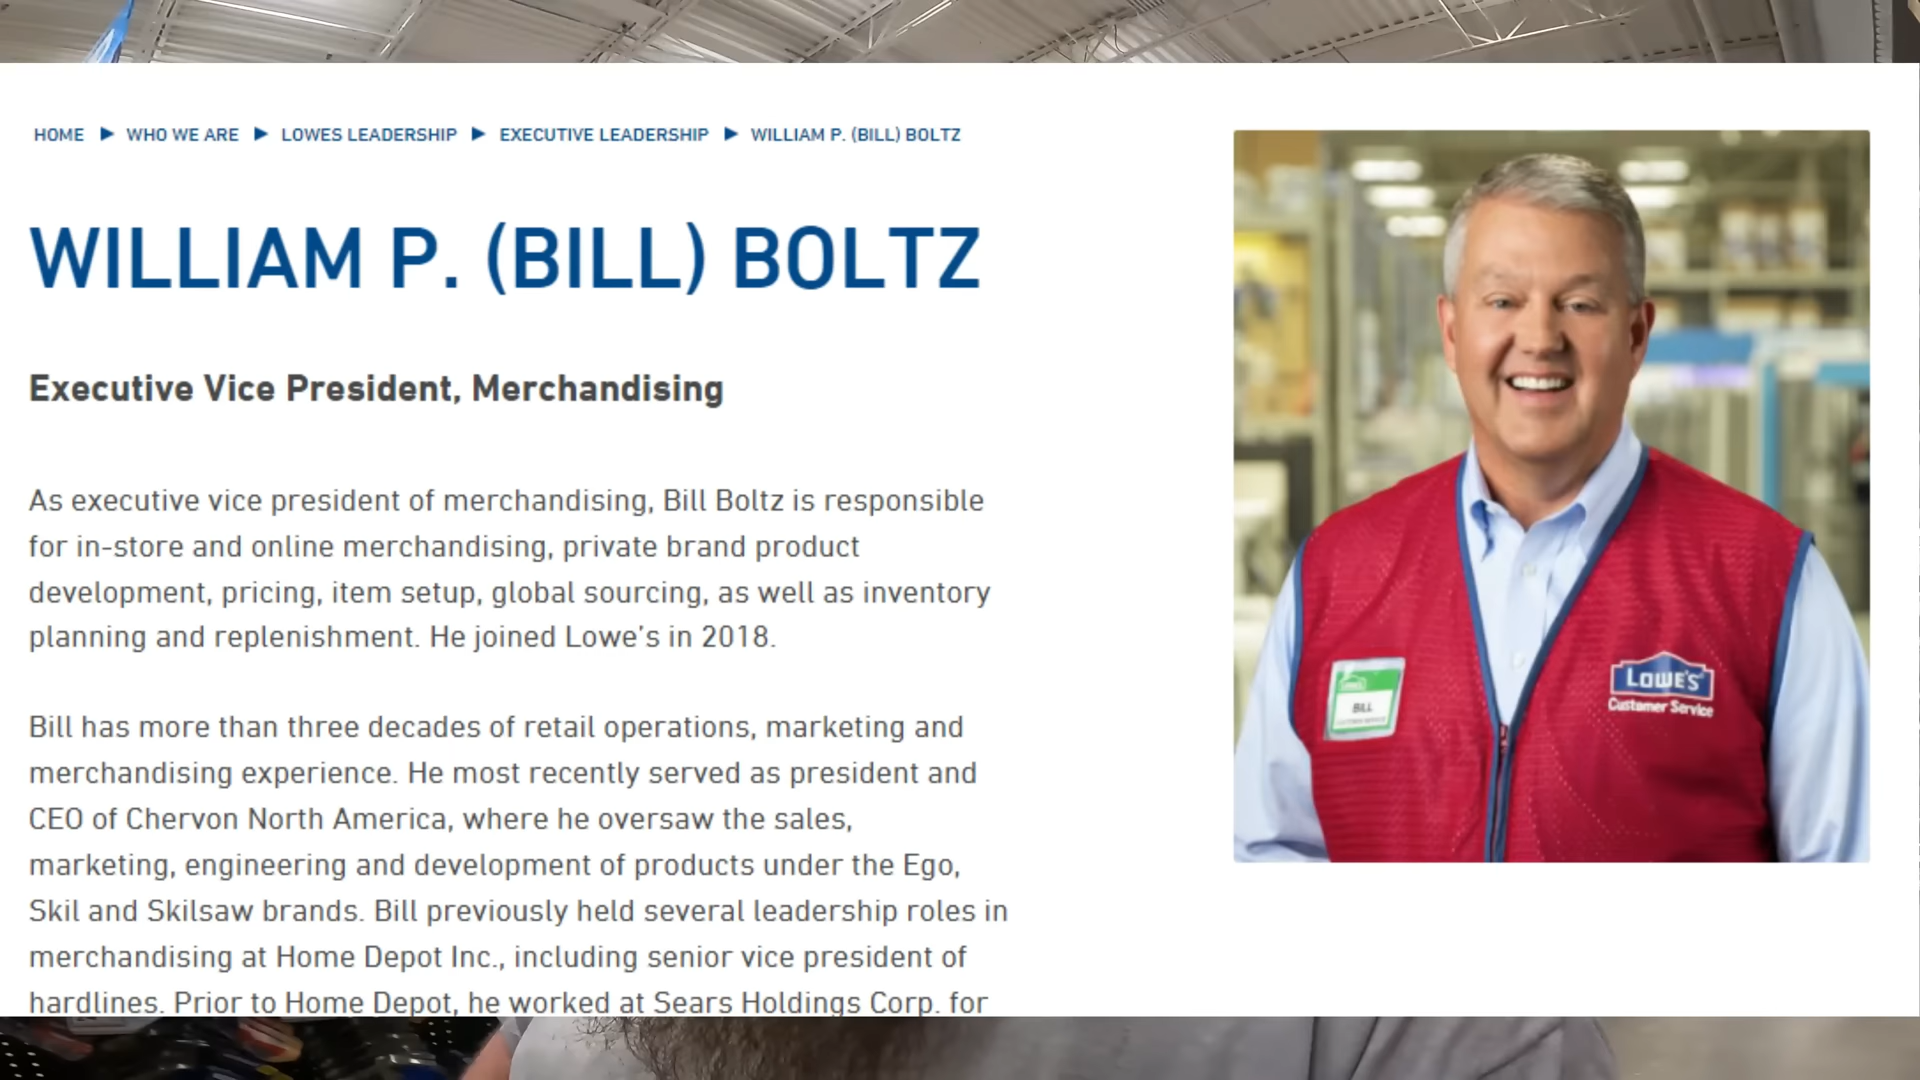 HOME ▶ WHO WE ARE ▶ LOWES LEADERSHIP ▶ EXECUTIVE LEADERSHIP ▶ WILLIAM P. (BILL) BOLTZ
WILLIAM P. (BILL) BOLTZ
Executive Vice President, Merchandising
As executive vice president of merchandising, Bill Boltz is responsible
for in-store and online merchandising, private brand product
development, pricing, item setup, global sourcing, as well as inventory
planning and replenishment. He joined Lowe's in 2018.
Bill has more than three decades of retail operations, marketing and
merchandising experience. He most recently served as president and
CEO of Chervon North America, where he oversaw the sales,
marketing, engineering and development of products under the Ego,
Skil and Skilsaw brands. Bill previously held several leadership roles in
merchandising at Home Depot Inc., including senior vice president of
hardlines. Prior to Home Depot, he worked at Sears Holdings Corp. for
BILL
LOWE'S
Customer Service